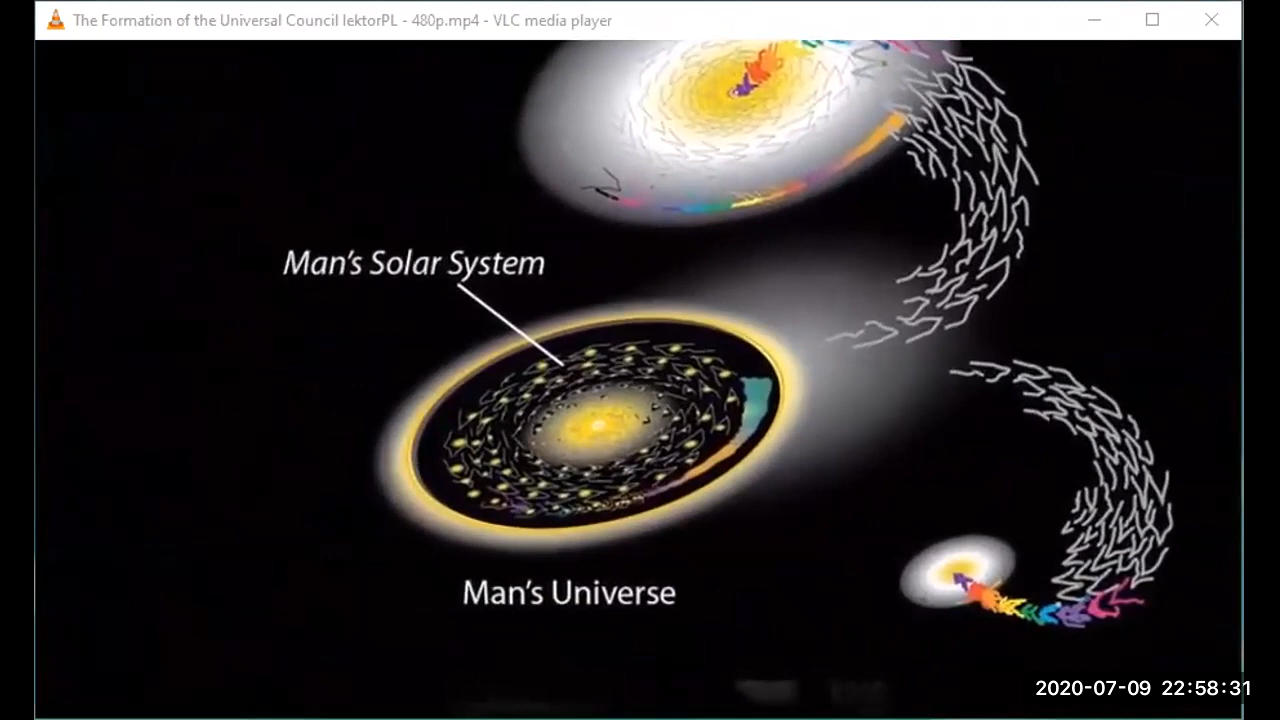 The Formation of the Universal Council lektorPL - 480p.mp4 - VLC media player
Man's Solar System
Man's Universe
2020-07-09 22:58:31